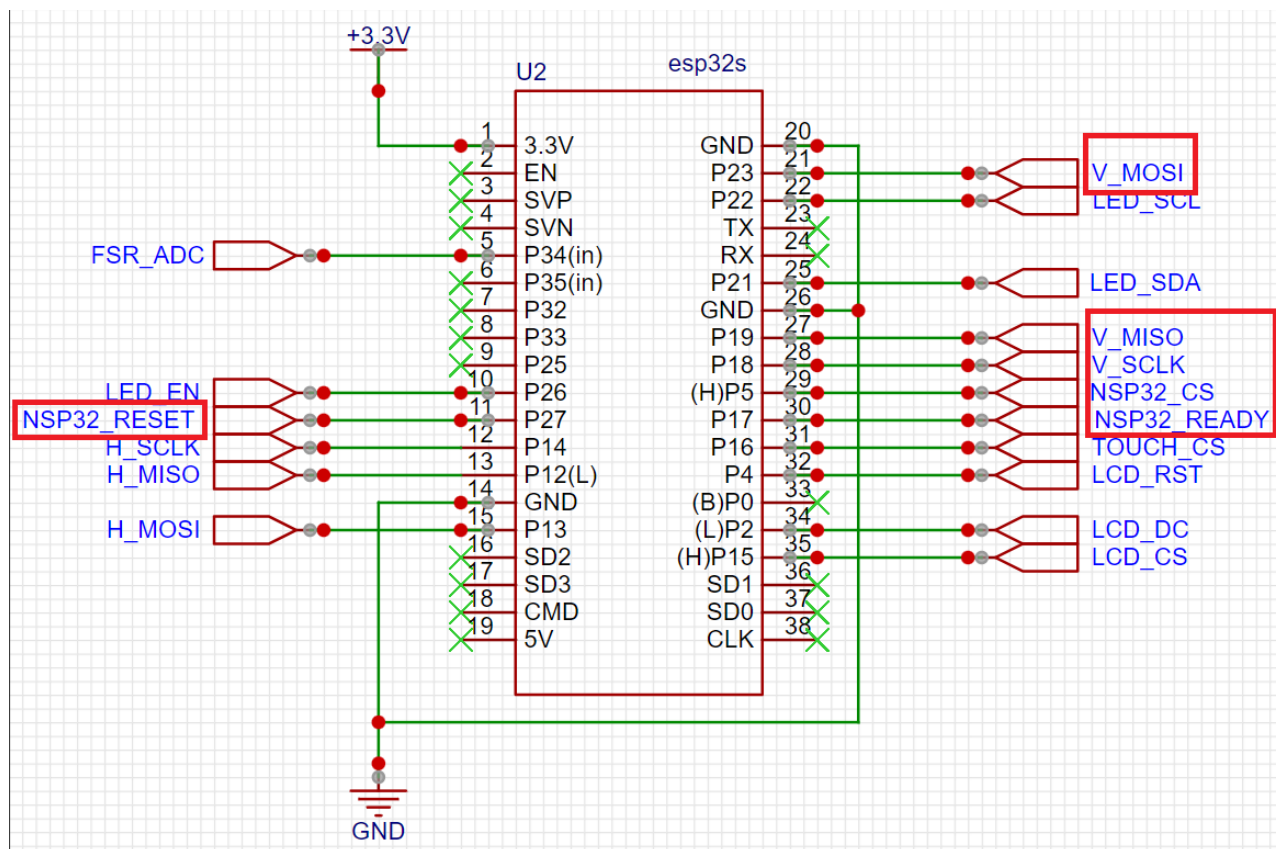 +3.3V
U2
esp32s
1 3.3V
2 EN
3 SVP
4 SVN
FSR_ADC 5 P34(in)
6 P35(in)
7 P32
8 P33
9 P25
LED_EN 10 P26
NSP32_RESET 11 P27
H_SCLK 12 P14
H_MISO 13 P12(L)
14 GND
H_MOSI 15 P13
16 SD2
17 SD3
18 CMD
19 5V
GND 20
P23 21 V_MOSI
P22 22 LED_SCL
TX 23
RX 24
P21 25 LED_SDA
GND 26
P19 27 V_MISO
P18 28 V_SCLK
(H)P5 29 NSP32_CS
P17 30 NSP32_READY
P16 31 TOUCH_CS
P4 32 LCD_RST
(B)P0 33
(L)P2 34 LCD_DC
(H)P15 35 LCD_CS
SD1 36
SD0 37
CLK 38
GND